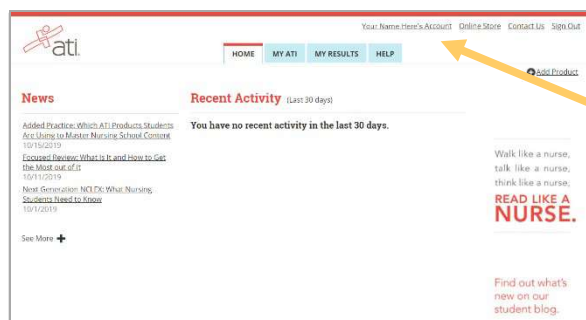 Your Name Here's Account Online Store Contact Us Sign Out
ati
HOME MY ATI MY RESULTS HELP
Add Product
News
Added Practice: Which ATI Products Students
Are Using to Master Nursing School Content
10/15/2019
Focused Review: What Is It and How to Get
the Most out of it
10/11/2019
Next Generation NCLEX: What Nursing
Students Need to Know
10/1/2019
See More
Recent Activity (Last 30 days)
You have no recent activity in the last 30 days.
Walk like a nurse,
talk like a nurse,
think like a nurse,
READ LIKE A
NURSE.
Find out what's
new on our
student blog.